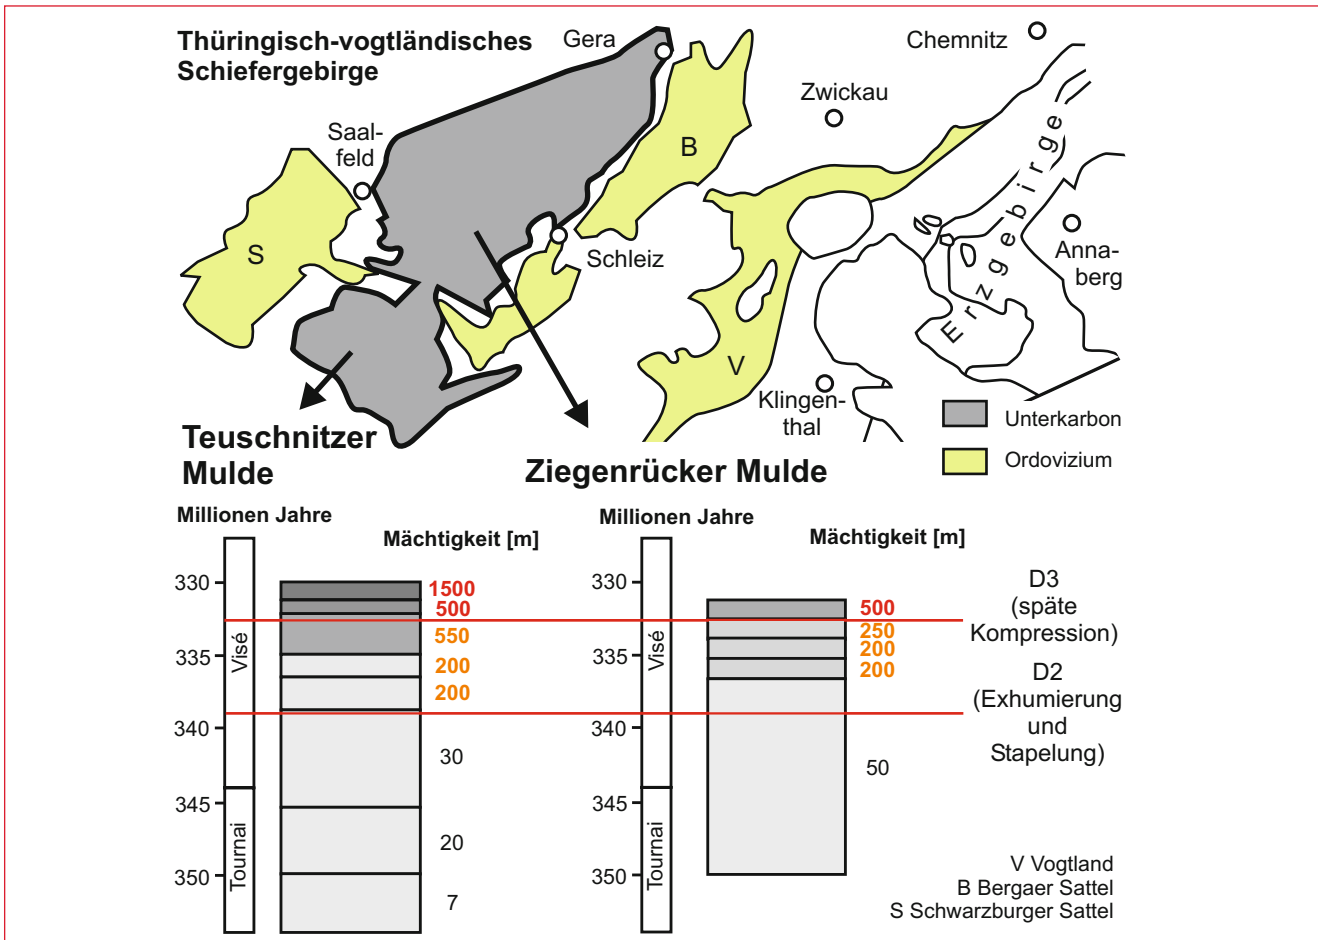 Thüringisch-vogtländisches
Schiefergebirge
Gera
Chemnitz
Zwickau
Saal-
feld
B
S
Schleiz
Erzgebirge
Anna-
berg
V
Klingen-
thal
Unterkarbon
Ordovizium
Teuschnitzer
Mulde
Ziegenrücker Mulde
Millionen Jahre
Mächtigkeit [m]
330
335
340
345
350
Visé
Tournai
1500
500
550
200
200
30
20
7
Millionen Jahre
Mächtigkeit [m]
330
335
340
345
350
Visé
Tournai
500
250
200
200
50
D3
(späte
Kompression)
D2
(Exhumierung
und
Stapelung)
V Vogtland
B Bergaer Sattel
S Schwarzburger Sattel